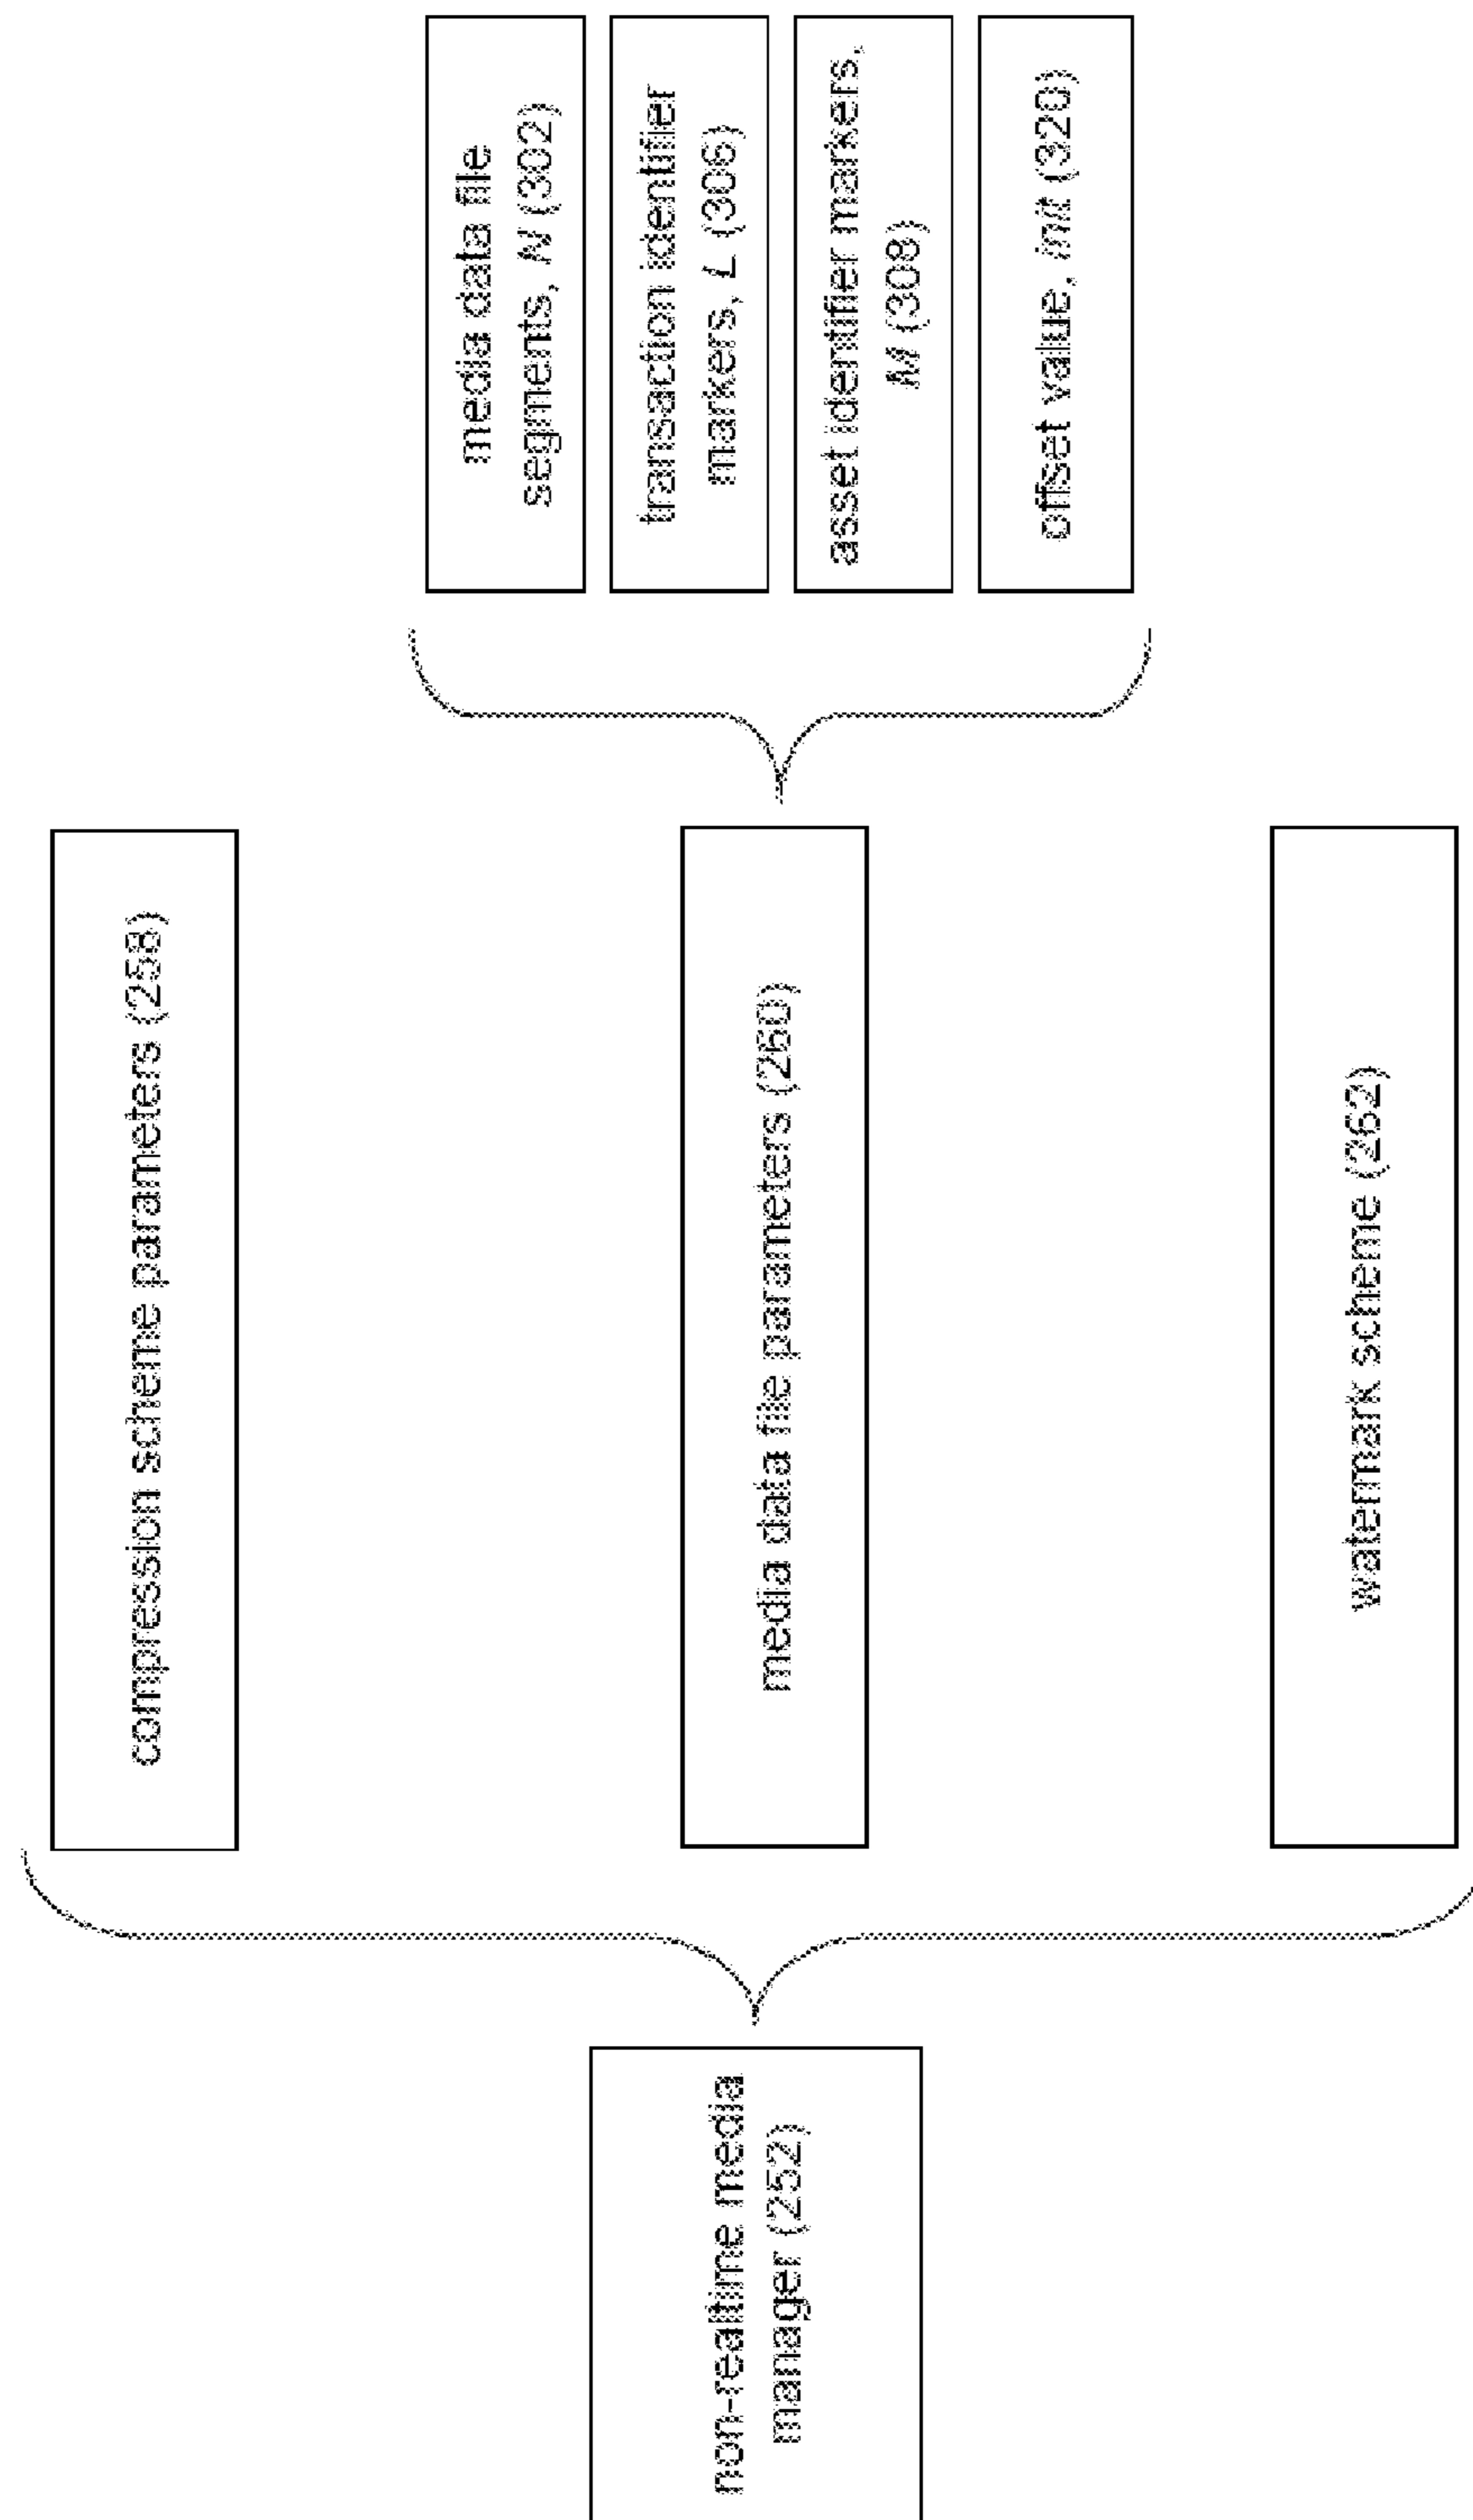 non-realtime media
manager (252)
compression scheme parameters (258)
media data file parameters (260)
watermark scheme (262)
media data file
segments, N (302)
transaction identifier
markers, L (306)
asset identifier markers,
M (308)
offset value, init (320)